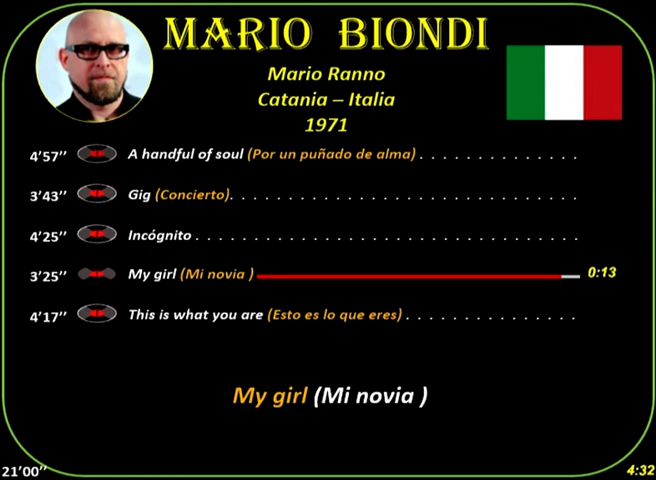 MARIO BIONDI
Mario Ranno
Catania – Italia
1971
4’57’’ A handful of soul (Por un puñado de alma) . . . . . . . . . . . . . .
3’43’’ Gig (Concierto). . . . . . . . . . . . . . . . . . . . . . . . . . . . .
4’25’’ Incógnito . . . . . . . . . . . . . . . . . . . . . . . . . . . . . . . .
3’25’’ My girl (Mi novia ) 0:13
4’17’’ This is what you are (Esto es lo que eres) . . . . . . . . . . . . . .
My girl (Mi novia )
21’00’’ 4:32